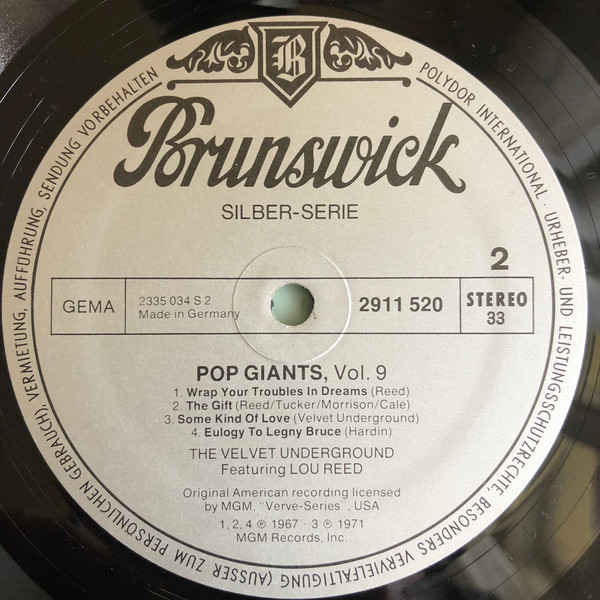 B
Brunswick
SILBER-SERIE
2
GEMA
2335 034 S 2
Made in Germany
2911 520
STEREO
33
POP GIANTS, Vol. 9
1. Wrap Your Troubles In Dreams (Reed)
2. The Gift (Reed/Tucker/Morrison/Cale)
3. Some Kind Of Love (Velvet Underground)
4. Eulogy To Legny Bruce (Hardin)
THE VELVET UNDERGROUND
Featuring LOU REED
Original American recording licensed
by MGM, "Verve-Series", USA
1, 2, 4 ℗ 1967 · 3 ℗ 1971
MGM Records, Inc.
POLYDOR INTERNATIONAL · URHEBER- UND LEISTUNGSSCHUTZRECHTE, BESONDERS VERVIELFÄLTIGUNG (AUSSER ZUM PERSÖNLICHEN GEBRAUCH), VERMIETUNG, AUFFÜHRUNG, SENDUNG VORBEHALTEN